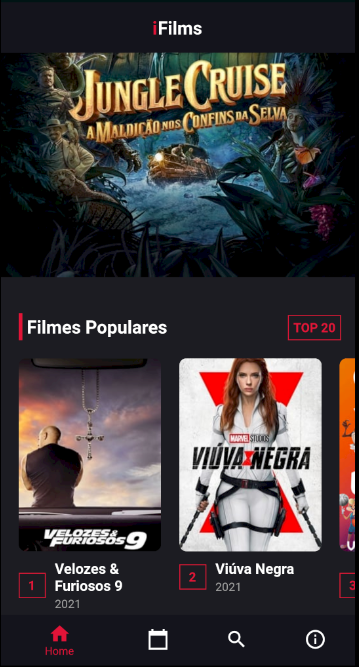 iFilms
JUNGLE CRUISE
A MALDIÇÃO NOS CONFINS DA SELVA
Filmes Populares
TOP 20
VELOZES &
FURIOSOS 9
MARVEL STUDIOS
VIÚVA NEGRA
1
Velozes &
Furiosos 9
2021
2
Viúva Negra
2021
3
Home